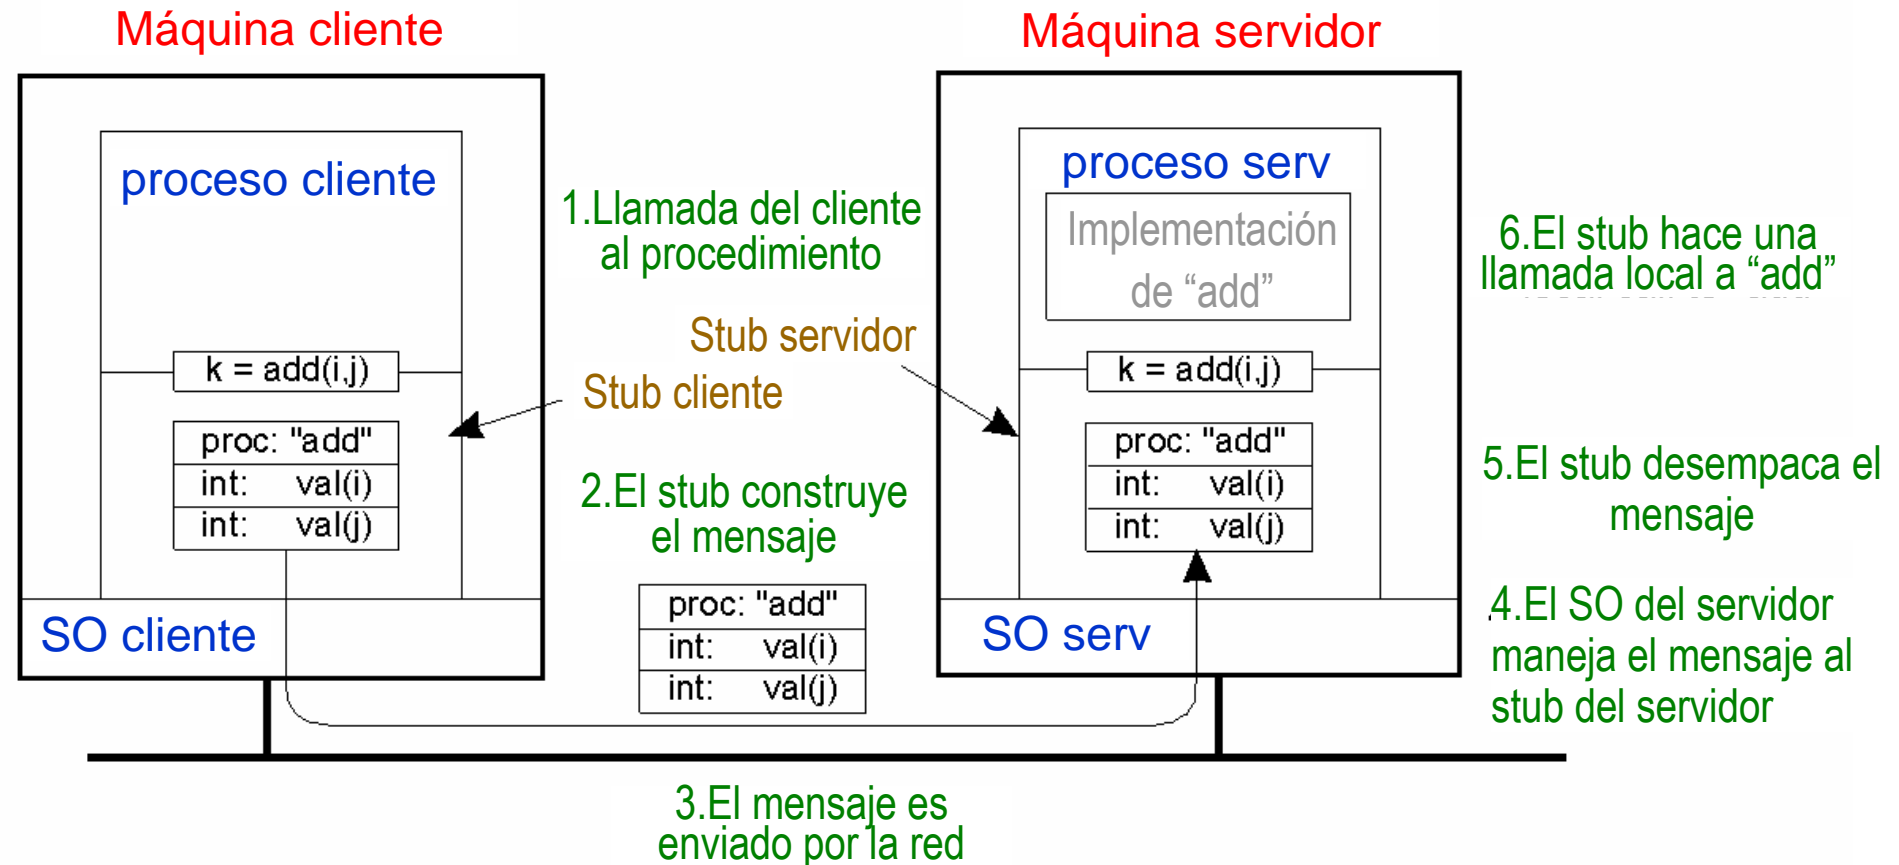 Máquina cliente
Máquina servidor
proceso cliente
k = add(i,j)
proc: "add"
int: val(i)
int: val(j)
SO cliente
1.Llamada del cliente
al procedimiento
Stub servidor
Stub cliente
2.El stub construye
el mensaje
proc: "add"
int: val(i)
int: val(j)
3.El mensaje es
enviado por la red
proceso serv
Implementación
de “add”
k = add(i,j)
proc: "add"
int: val(i)
int: val(j)
SO serv
6.El stub hace una
llamada local a “add”
5.El stub desempaca el
mensaje
4.El SO del servidor
maneja el mensaje al
stub del servidor